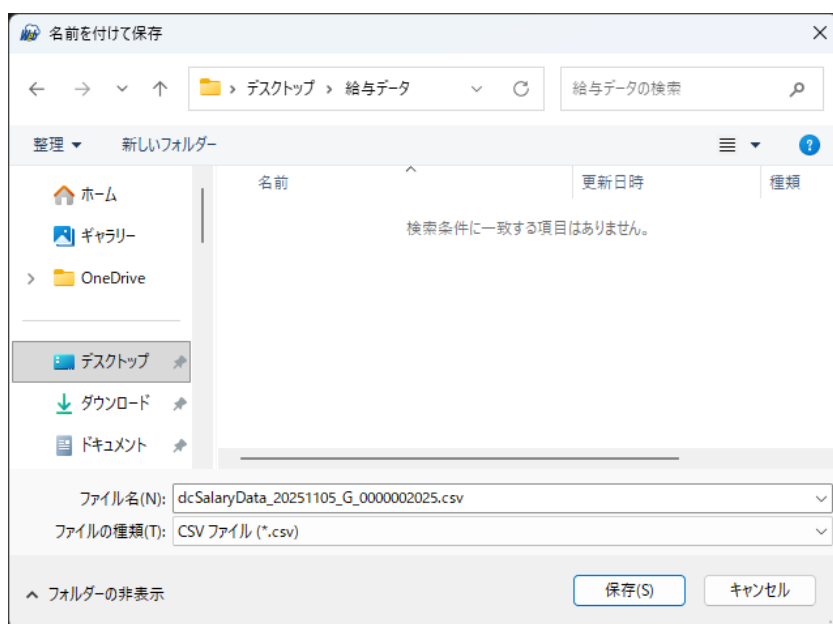 名前を付けて保存
デスクトップ 給与データ 給与データの検索
整理 新しいフォルダー
名前 更新日時 種類
検索条件に一致する項目はありません。
ホーム
ギャラリー
OneDrive
デスクトップ
ダウンロード
ドキュメント
ファイル名(N): dcSalaryData_20251105_G_0000002025.csv
ファイルの種類(T): CSV ファイル (*.csv)
フォルダーの非表示 保存(S) キャンセル